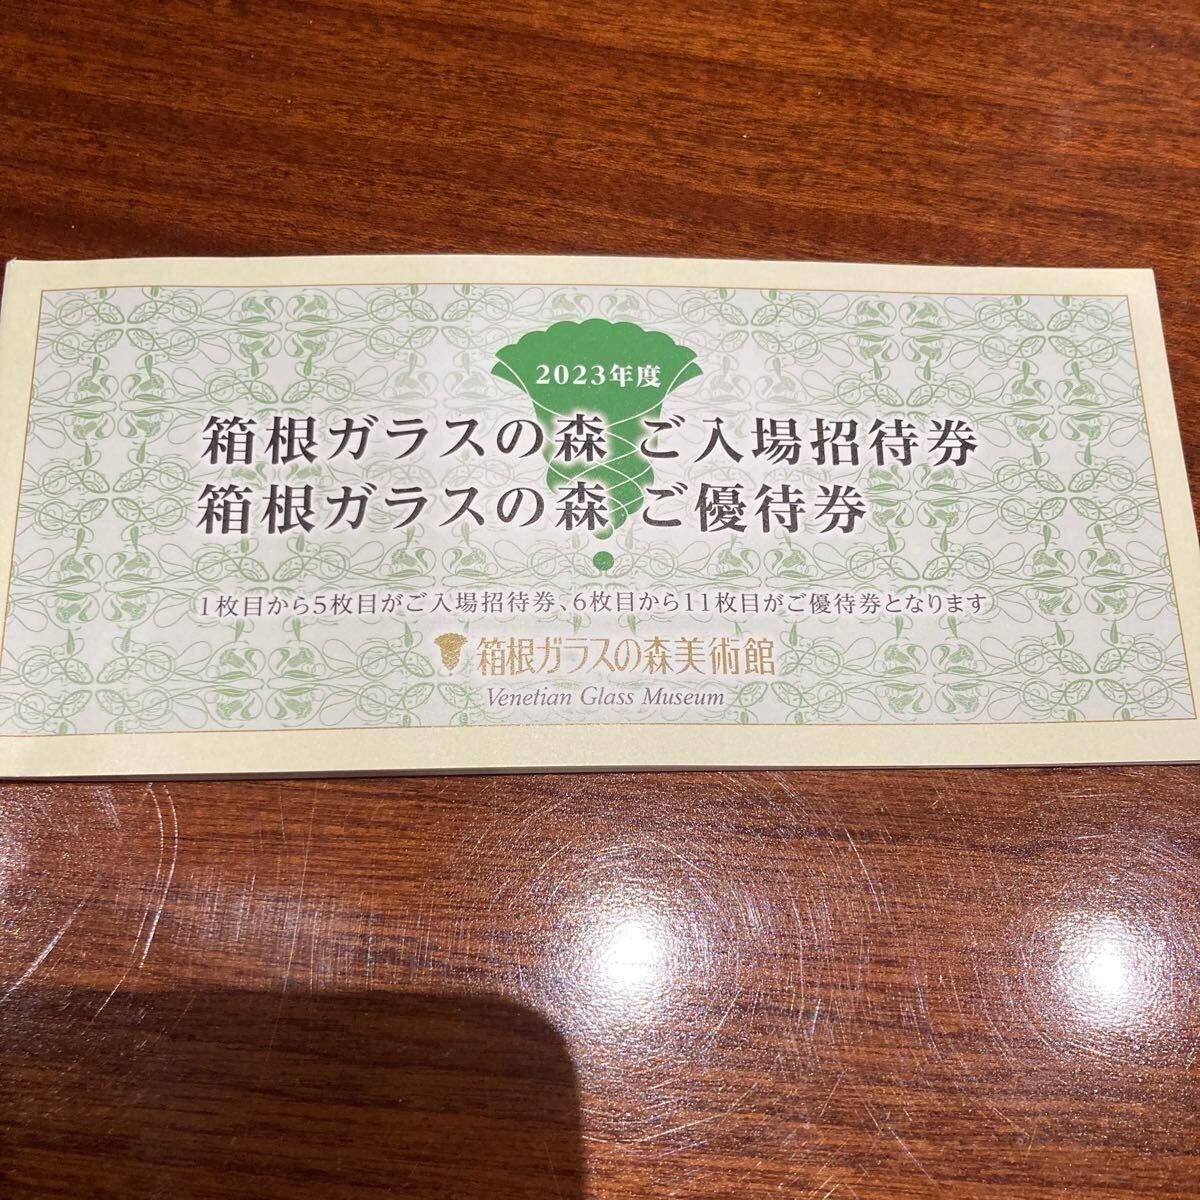 2023年度
箱根ガラスの森 ご入場招待券
箱根ガラスの森 ご優待券
1枚目から5枚目がご入場招待券、6枚目から11枚目がご優待券となります
箱根ガラスの森美術館
Venetian Glass Museum